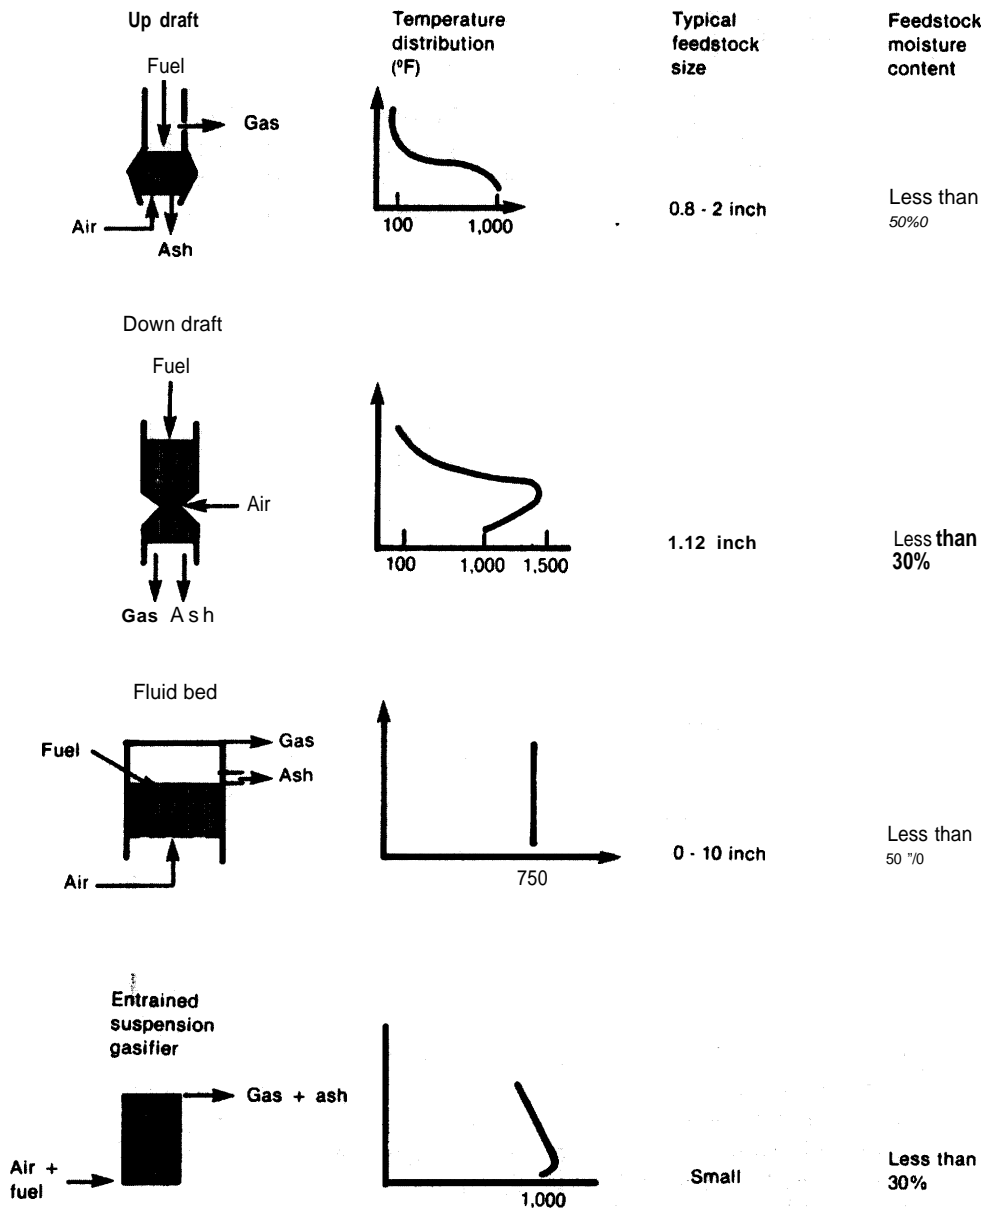 Up draft
Temperature
distribution
(ºF)
Typical
feedstock
size
Feedstock
moisture
content
Fuel
Gas
Air
Ash
100 1,000
0.8 - 2 inch
Less than
50%0
Down draft
Fuel
Air
Gas Ash
100 1,000 1,500
1.12 inch
Less than
30%
Fluid bed
Fuel
Gas
Ash
Air
750
0 - 10 inch
Less than
50 "/0
Entrained
suspension
gasifier
Gas + ash
Air +
fuel
1,000
Small
Less than
30%